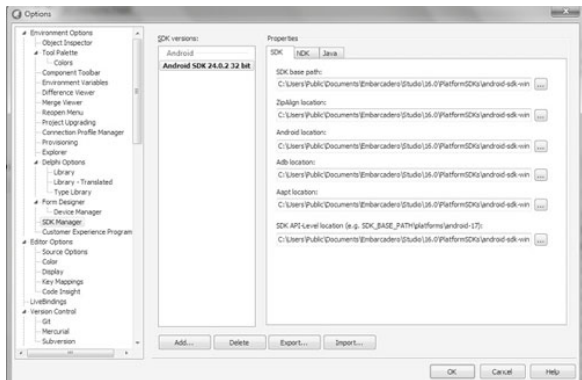 Options
Environment Options
Object Inspector
Tool Palette
Colors
Component Toolbar
Environment Variables
Difference Viewer
Merge Viewer
Reopen Menu
Project Upgrading
Connection Profile Manager
Provisioning
Explorer
Delphi Options
Library
Library - Translated
Type Library
Form Designer
Device Manager
SDK Manager
Customer Experience Program
Editor Options
Source Options
Color
Display
Key Mappings
Code Insight
LiveBindings
Version Control
Git
Mercurial
Subversion
SDK versions:
Android
Android SDK 24.0.2 32 bit
Add...
Delete
Export...
Import...
Properties
SDK NDK Java
SDK base path:
C:\Users\Public\Documents\Embarcadero\Studio\16.0\PlatformSDKs\android-sdk-win ...
ZipAlign location:
C:\Users\Public\Documents\Embarcadero\Studio\16.0\PlatformSDKs\android-sdk-win ...
Android location:
C:\Users\Public\Documents\Embarcadero\Studio\16.0\PlatformSDKs\android-sdk-win ...
Adb location:
C:\Users\Public\Documents\Embarcadero\Studio\16.0\PlatformSDKs\android-sdk-win ...
Aapt location:
C:\Users\Public\Documents\Embarcadero\Studio\16.0\PlatformSDKs\android-sdk-win ...
SDK API-Level location (e.g. SDK_BASE_PATH\platforms\android-17):
C:\Users\Public\Documents\Embarcadero\Studio\16.0\PlatformSDKs\android-sdk-win ...
OK
Cancel
Help